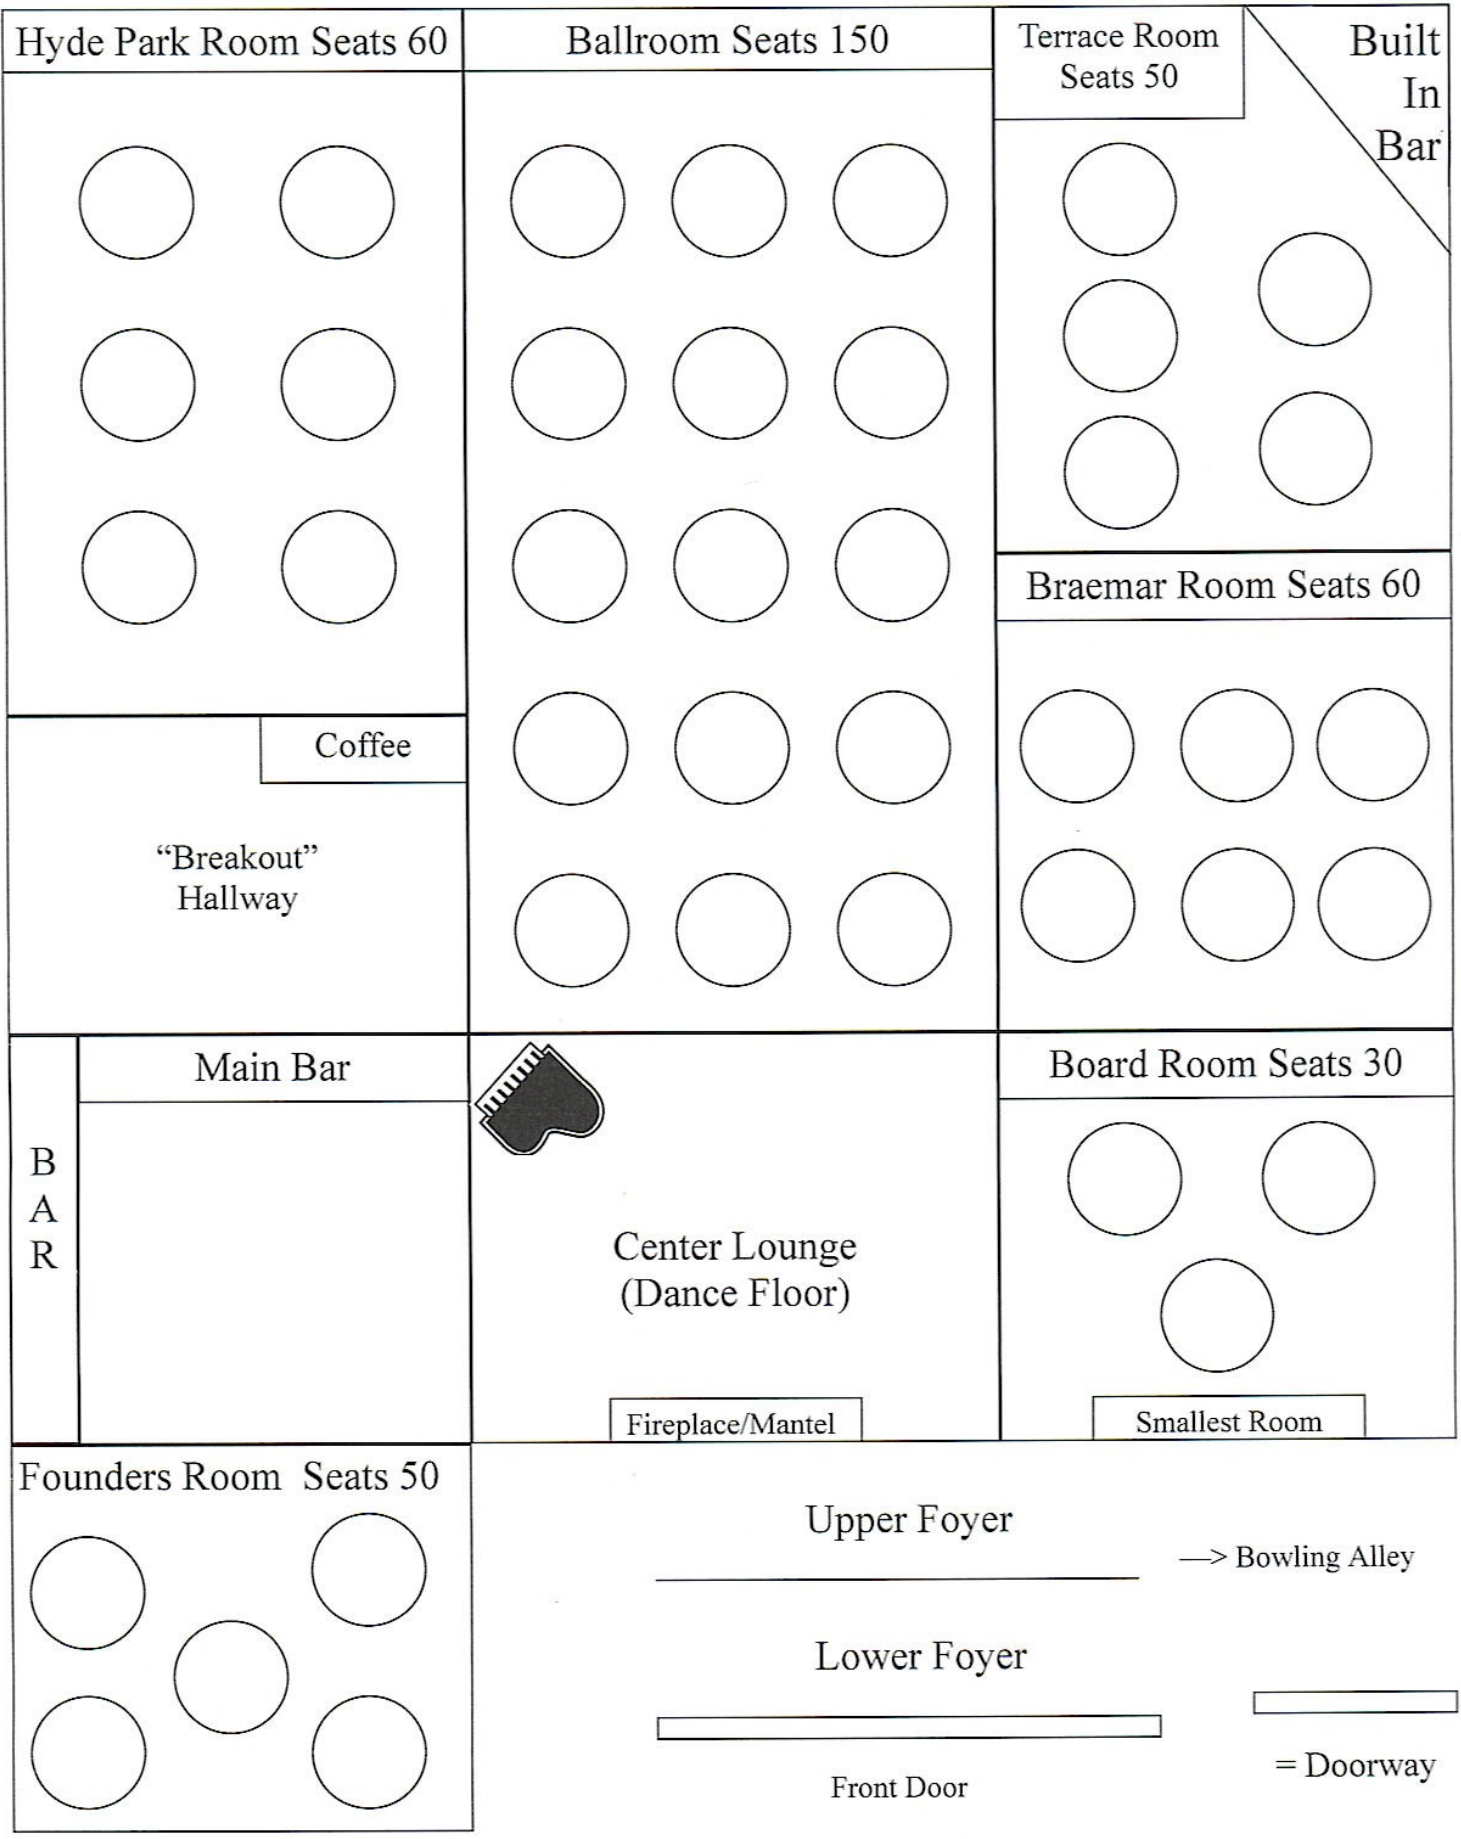 Hyde Park Room Seats 60
Ballroom Seats 150
Terrace Room
Seats 50
Built
In
Bar
Braemar Room Seats 60
Coffee
“Breakout”
Hallway
Main Bar
B
A
R
Center Lounge
(Dance Floor)
Fireplace/Mantel
Board Room Seats 30
Smallest Room
Founders Room  Seats 50
Upper Foyer
—> Bowling Alley
Lower Foyer
Front Door
= Doorway